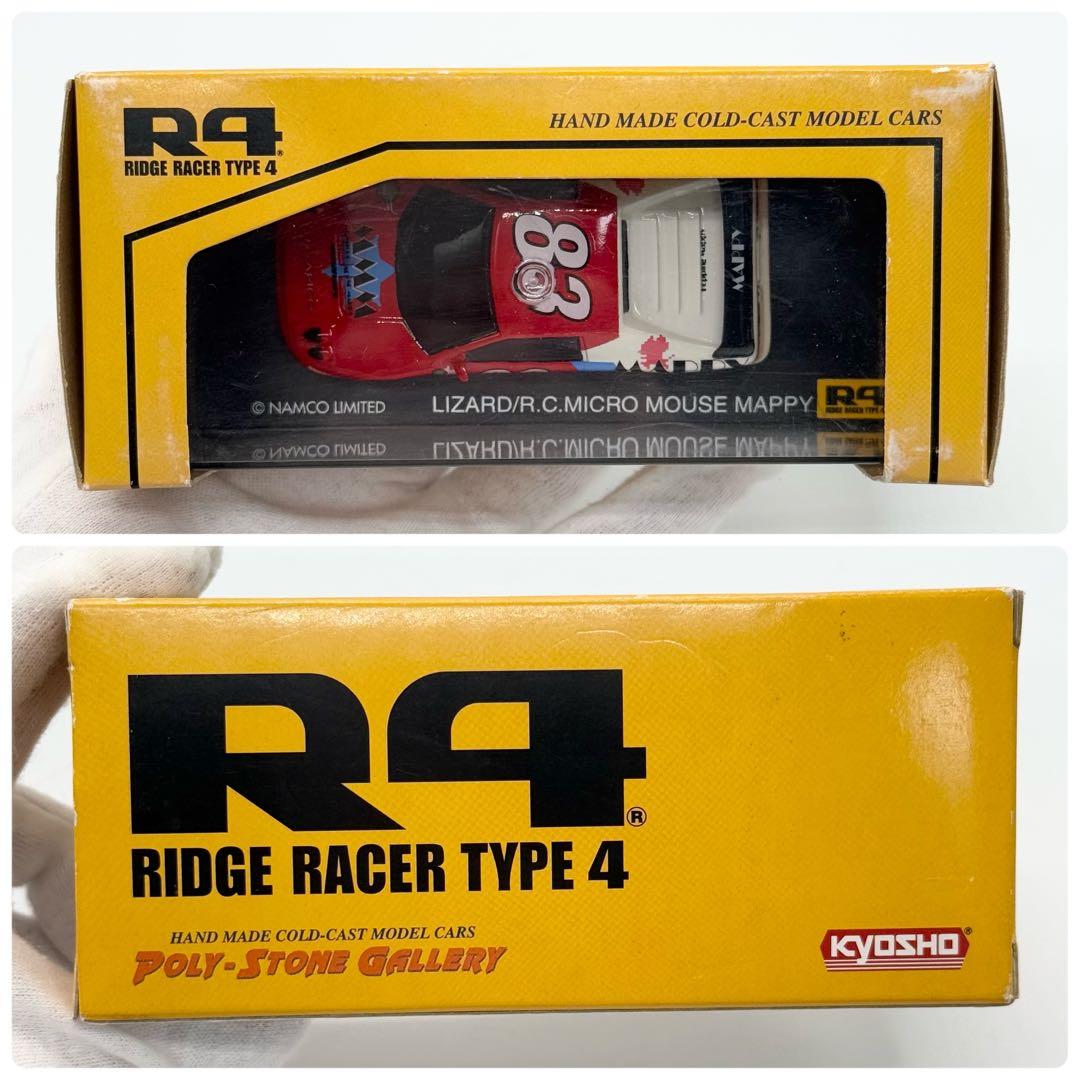 R4®
RIDGE RACER TYPE 4
HAND MADE COLD-CAST MODEL CARS
83
MAPPY
MAPPY
© NAMCO LIMITED
LIZARD/R.C.MICRO MOUSE MAPPY
R4
RIDGE RACER TYPE 4
© NAMCO LIMITED
LIZARD/R.C.MICRO MOUSE MAPPY
R4®
RIDGE RACER TYPE 4
HAND MADE COLD-CAST MODEL CARS
POLY-STONE GALLERY
KYOSHO®